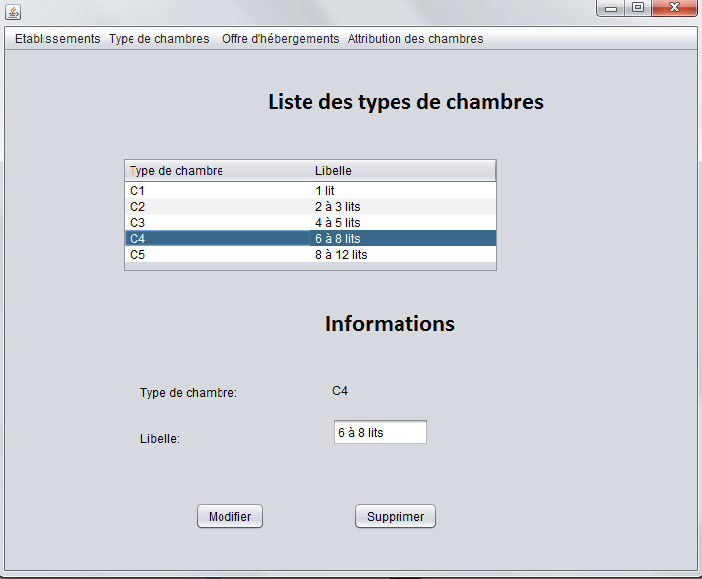 Etablissements Type de chambres Offre d'hébergements Attribution des chambres
Liste des types de chambres
Type de chambre Libelle
C1 1 lit
C2 2 à 3 lits
C3 4 à 5 lits
C4 6 à 8 lits
C5 8 à 12 lits
Informations
Type de chambre: C4
Libelle: 6 à 8 lits
Modifier Supprimer